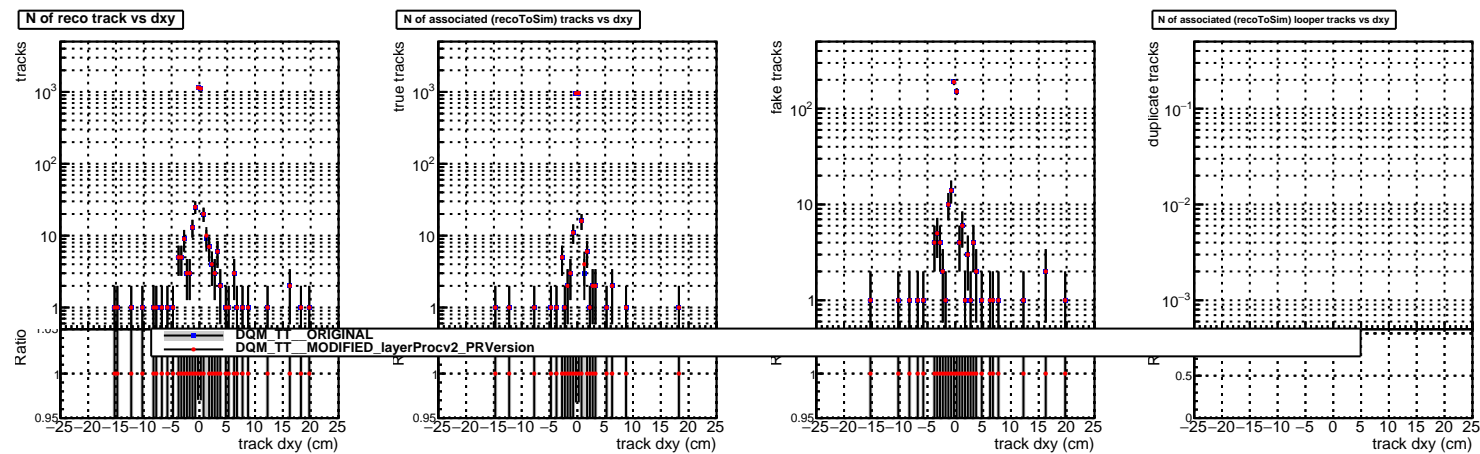 N of reco track vs dxy
tracks
10³
10²
10
1
Ratio
1
0.95
−25 −20 −15 −10 −5 0 5 10 15 20 25
track dxy (cm)
N of associated (recoToSim) tracks vs dxy
true tracks
10³
10²
10
1
1
0.95
−25 −20 −15 −10 −5 0 5 10 15 20 25
track dxy (cm)
fake tracks
10²
10
1
1
0.95
−25 −20 −15 −10 −5 0 5 10 15 20 25
track dxy (cm)
N of associated (recoToSim) looper tracks vs dxy
duplicate tracks
10⁻¹
10⁻²
10⁻³
0.5
0
−25 −20 −15 −10 −5 0 5 10 15 20 25
track dxy (cm)
DQM_TT__ORIGINAL
DQM_TT__MODIFIED_layerProcv2_PRVersion